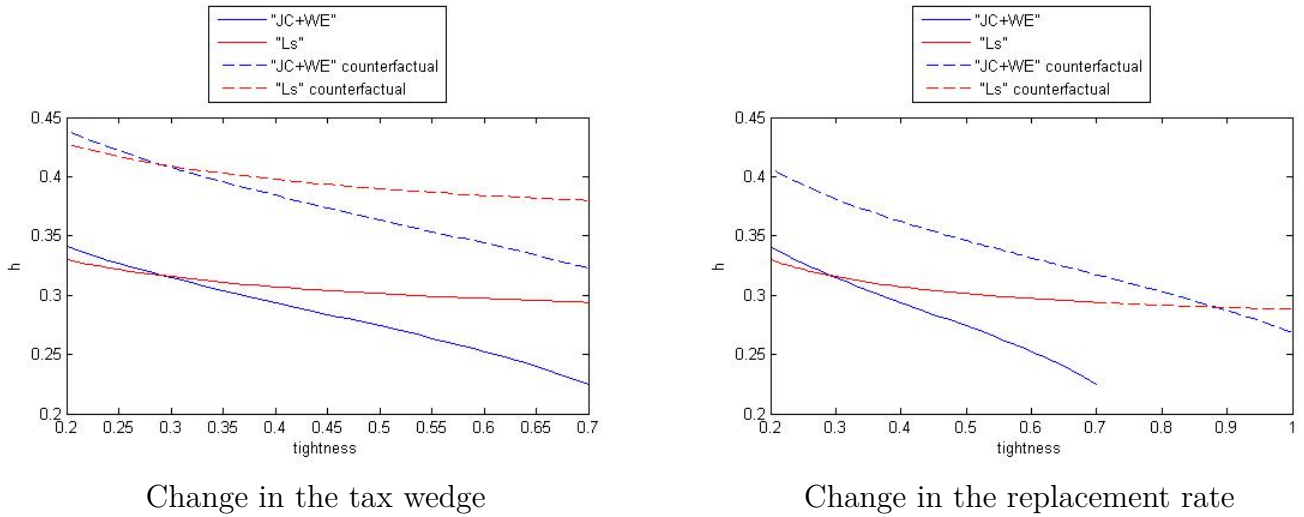 "JC+WE"
"Ls"
"JC+WE" counterfactual
"Ls" counterfactual
0.45
0.4
0.35
0.3
0.25
0.2
h
0.2 0.25 0.3 0.35 0.4 0.45 0.5 0.55 0.6 0.65 0.7
tightness
Change in the tax wedge
"JC+WE"
"Ls"
"JC+WE" counterfactual
"Ls" counterfactual
0.45
0.4
0.35
0.3
0.25
0.2
h
0.2 0.3 0.4 0.5 0.6 0.7 0.8 0.9 1
tightness
Change in the replacement rate